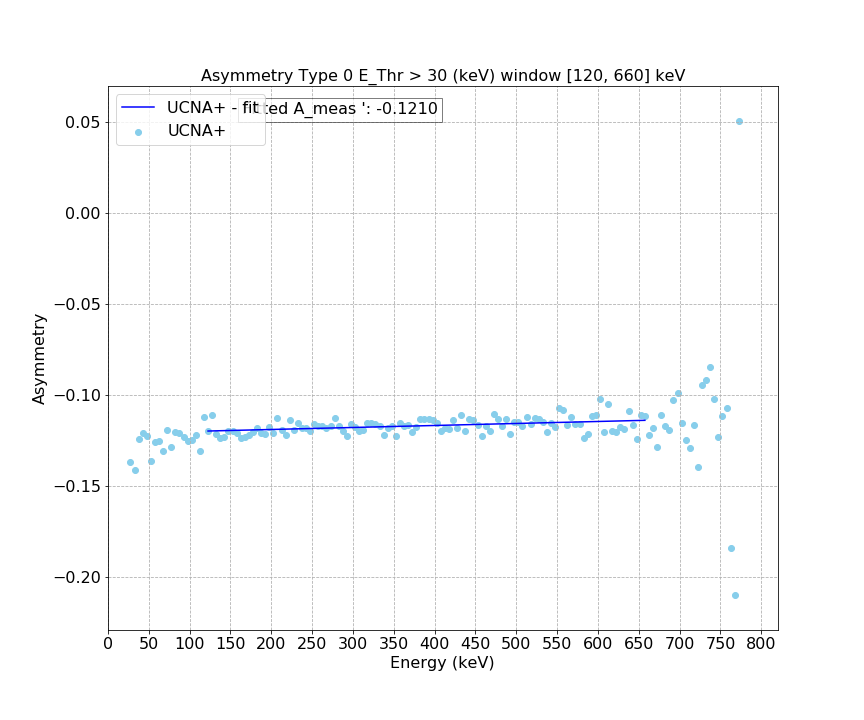 Asymmetry Type 0 E_Thr > 30 (keV) window [120, 660] keV
UCNA+ - fit
tted A_meas ': -0.1210
UCNA+
Asymmetry
0.05
0.00
−0.05
−0.10
−0.15
−0.20
0 50 100 150 200 250 300 350 400 450 500 550 600 650 700 750 800
Energy (keV)